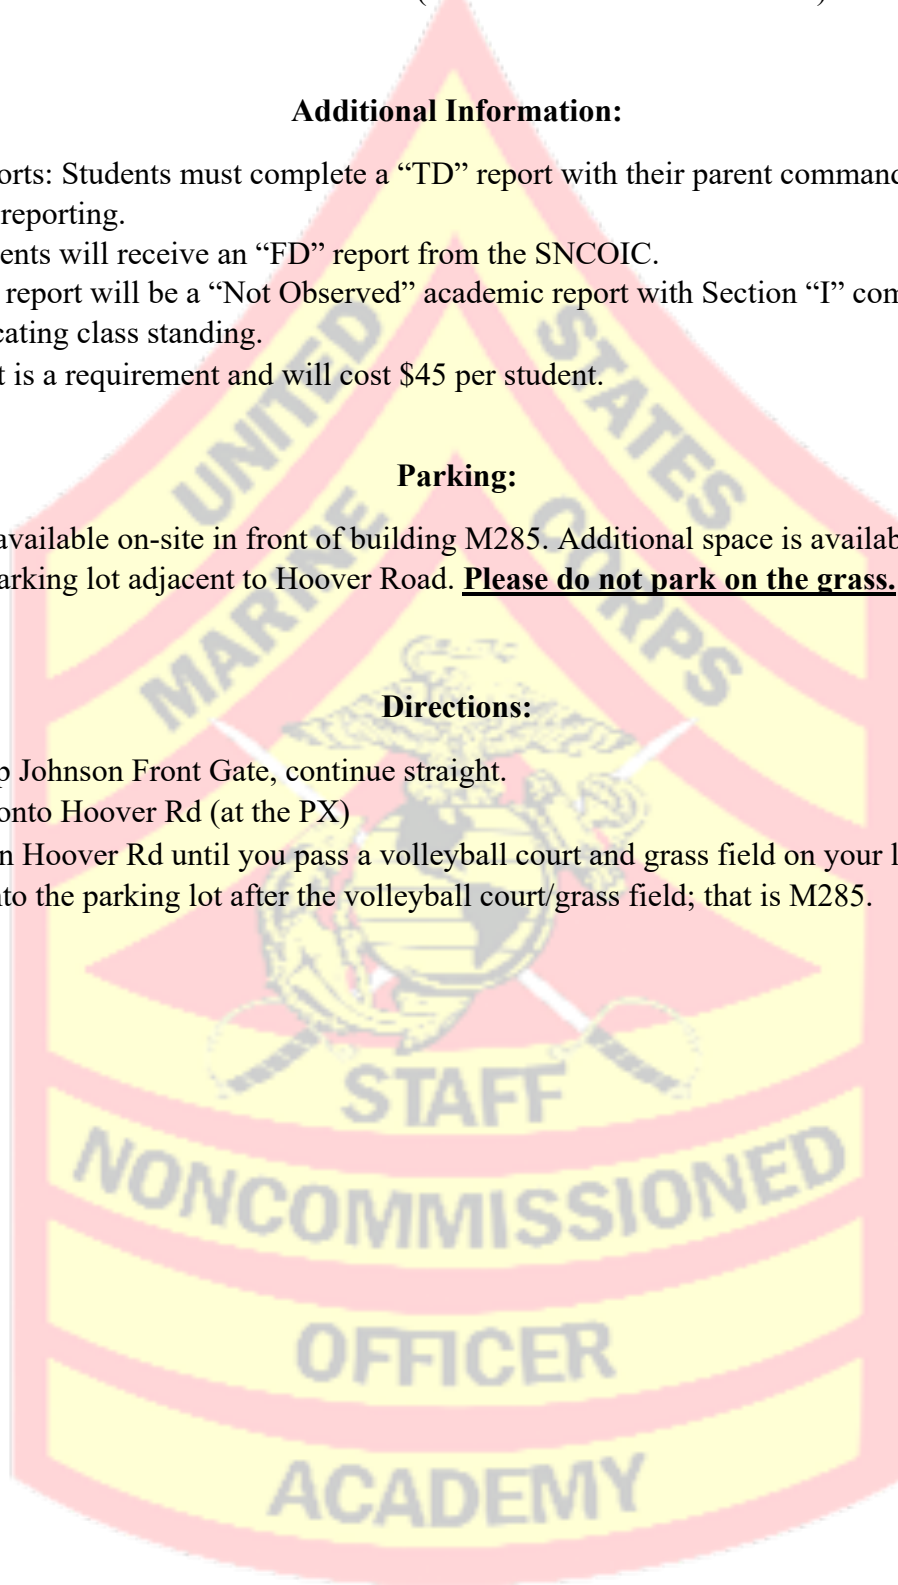 Additional Information:
orts: Students must complete a “TD” report with their parent command
reporting.
ents will receive an “FD” report from the SNCOIC.
report will be a “Not Observed” academic report with Section “I” com
cating class standing.
t is a requirement and will cost $45 per student.
Parking:
available on-site in front of building M285. Additional space is availab
arking lot adjacent to Hoover Road. Please do not park on the grass.
Directions:
p Johnson Front Gate, continue straight.
onto Hoover Rd (at the PX)
n Hoover Rd until you pass a volleyball court and grass field on your l
nto the parking lot after the volleyball court/grass field; that is M285.
UNITED STATES
MARINE CORPS
STAFF
NONCOMMISSIONED
OFFICER
ACADEMY